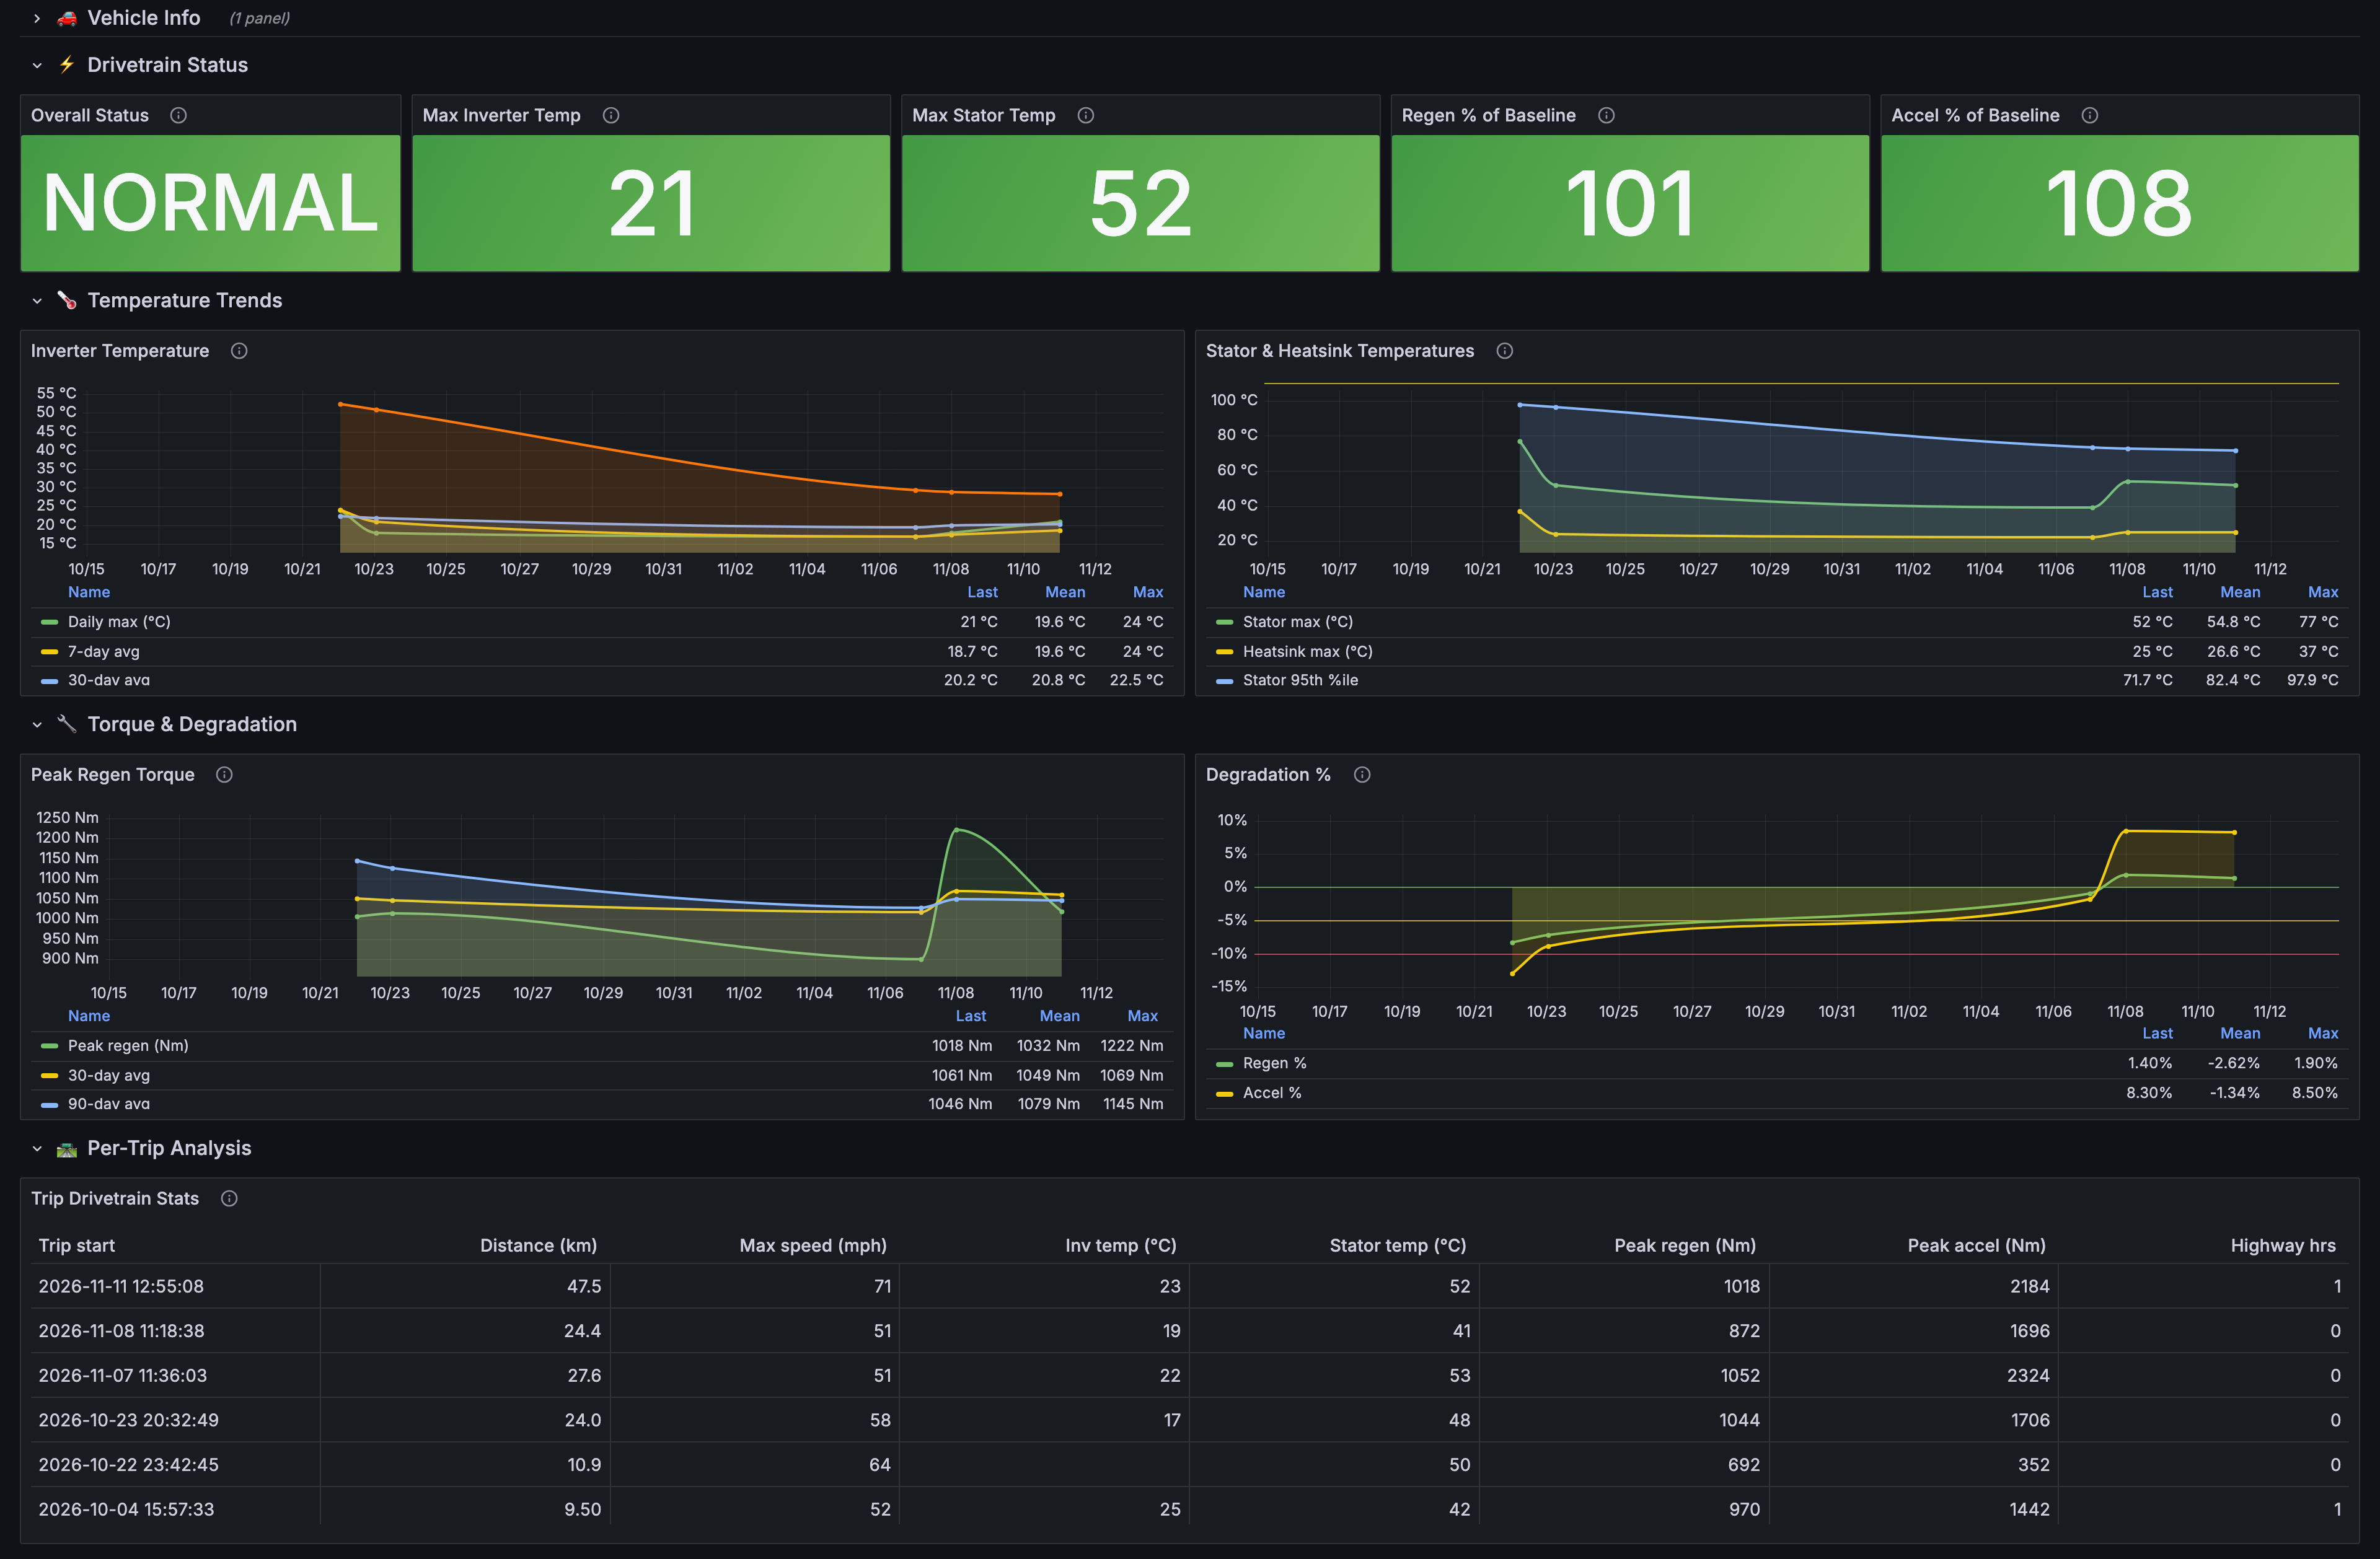 Vehicle Info (1 panel)
Drivetrain Status
Overall Status
NORMAL
Max Inverter Temp
21
Max Stator Temp
52
Regen % of Baseline
101
Accel % of Baseline
108
Temperature Trends
Inverter Temperature
55 °C
50 °C
45 °C
40 °C
35 °C
30 °C
25 °C
20 °C
15 °C
10/15 10/17 10/19 10/21 10/23 10/25 10/27 10/29 10/31 11/02 11/04 11/06 11/08 11/10 11/12
Name Last Mean Max
Daily max (°C) 21 °C 19.6 °C 24 °C
7-day avg 18.7 °C 19.6 °C 24 °C
30-day avg 20.2 °C 20.8 °C 22.5 °C
Stator & Heatsink Temperatures
100 °C
80 °C
60 °C
40 °C
20 °C
10/15 10/17 10/19 10/21 10/23 10/25 10/27 10/29 10/31 11/02 11/04 11/06 11/08 11/10 11/12
Name Last Mean Max
Stator max (°C) 52 °C 54.8 °C 77 °C
Heatsink max (°C) 25 °C 26.6 °C 37 °C
Stator 95th %ile 71.7 °C 82.4 °C 97.9 °C
Torque & Degradation
Peak Regen Torque
1250 Nm
1200 Nm
1150 Nm
1100 Nm
1050 Nm
1000 Nm
950 Nm
900 Nm
10/15 10/17 10/19 10/21 10/23 10/25 10/27 10/29 10/31 11/02 11/04 11/06 11/08 11/10 11/12
Name Last Mean Max
Peak regen (Nm) 1018 Nm 1032 Nm 1222 Nm
30-day avg 1061 Nm 1049 Nm 1069 Nm
90-day avg 1046 Nm 1079 Nm 1145 Nm
Degradation %
10%
5%
0%
-5%
-10%
-15%
10/15 10/17 10/19 10/21 10/23 10/25 10/27 10/29 10/31 11/02 11/04 11/06 11/08 11/10 11/12
Name Last Mean Max
Regen % 1.40% -2.62% 1.90%
Accel % 8.30% -1.34% 8.50%
Per-Trip Analysis
Trip Drivetrain Stats
Trip start Distance (km) Max speed (mph) Inv temp (°C) Stator temp (°C) Peak regen (Nm) Peak accel (Nm) Highway hrs
2026-11-11 12:55:08 47.5 71 23 52 1018 2184 1
2026-11-08 11:18:38 24.4 51 19 41 872 1696 0
2026-11-07 11:36:03 27.6 51 22 53 1052 2324 0
2026-10-23 20:32:49 24.0 58 17 48 1044 1706 0
2026-10-22 23:42:45 10.9 64 50 692 352 0
2026-10-04 15:57:33 9.50 52 25 42 970 1442 1